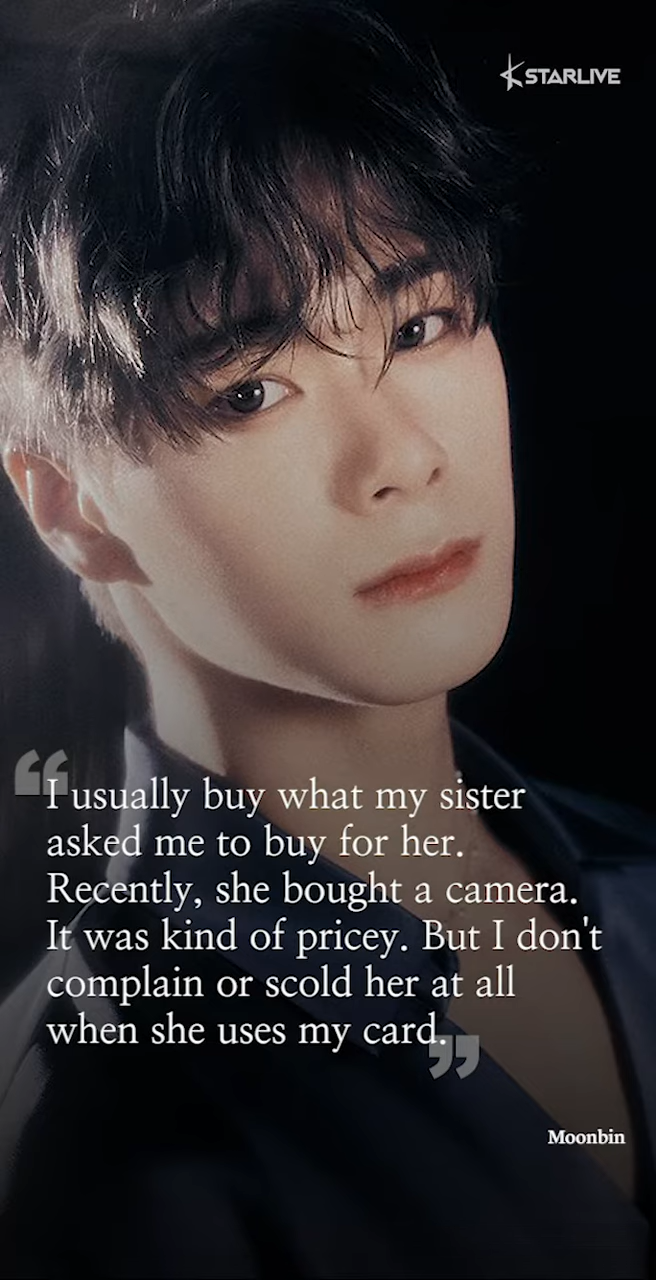 STARLIVE
“I usually buy what my sister
asked me to buy for her.
Recently, she bought a camera.
It was kind of pricey. But I don't
complain or scold her at all
when she uses my card.”
Moonbin